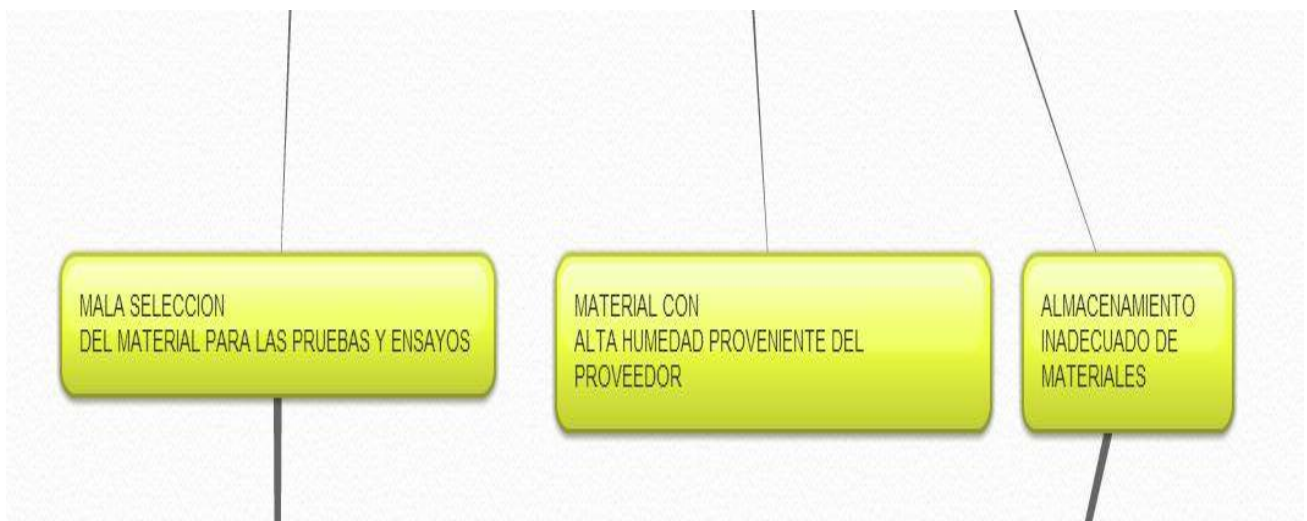 MALA SELECCION
DEL MATERIAL PARA LAS PRUEBAS Y ENSAYOS
MATERIAL CON
ALTA HUMEDAD PROVENIENTE DEL
PROVEEDOR
ALMACENAMIENTO
INADECUADO DE
MATERIALES